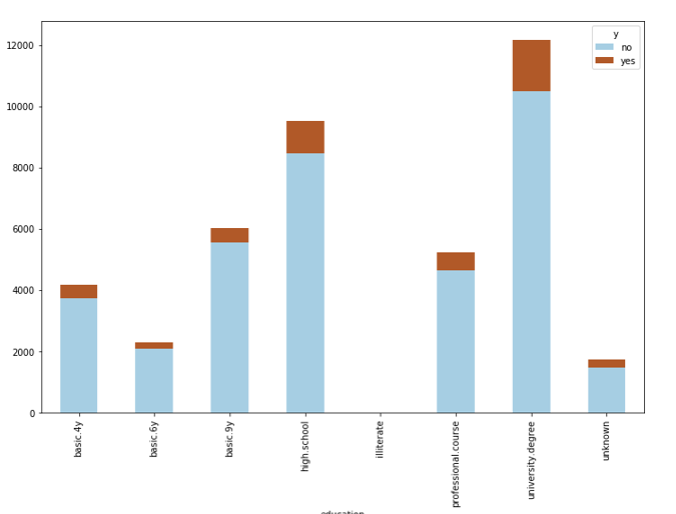 y
no
yes
12000
10000
8000
6000
4000
2000
0
basic.4y
basic.6y
basic.9y
high.school
illiterate
professional.course
university.degree
unknown
education